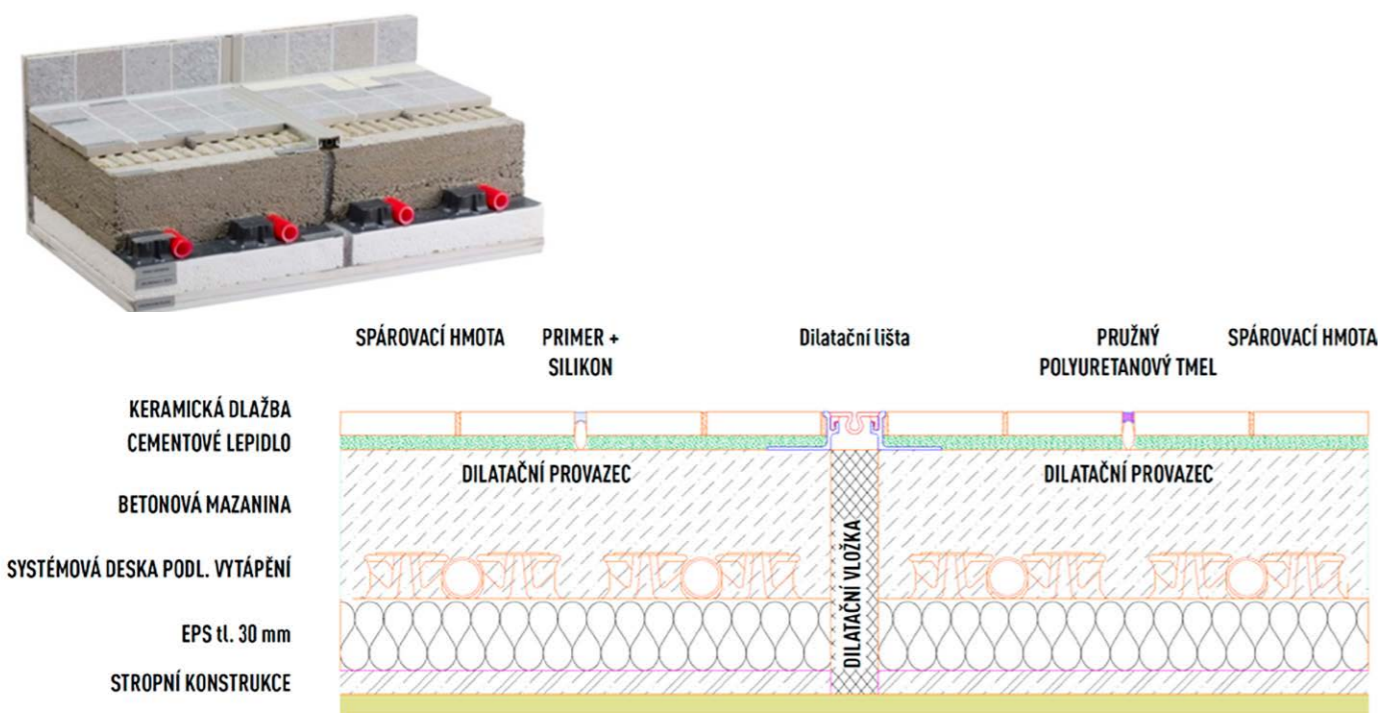 SPÁROVACÍ HMOTA
PRIMER +
SILIKON
Dilatační lišta
PRUŽNÝ
POLYURETANOVÝ TMEL
SPÁROVACÍ HMOTA
KERAMICKÁ DLAŽBA
CEMENTOVÉ LEPIDLO
DILATAČNÍ PROVAZEC
DILATAČNÍ PROVAZEC
BETONOVÁ MAZANINA
SYSTÉMOVÁ DESKA PODL. VYTÁPĚNÍ
DILATAČNÍ VLOŽKA
EPS tl. 30 mm
STROPNÍ KONSTRUKCE